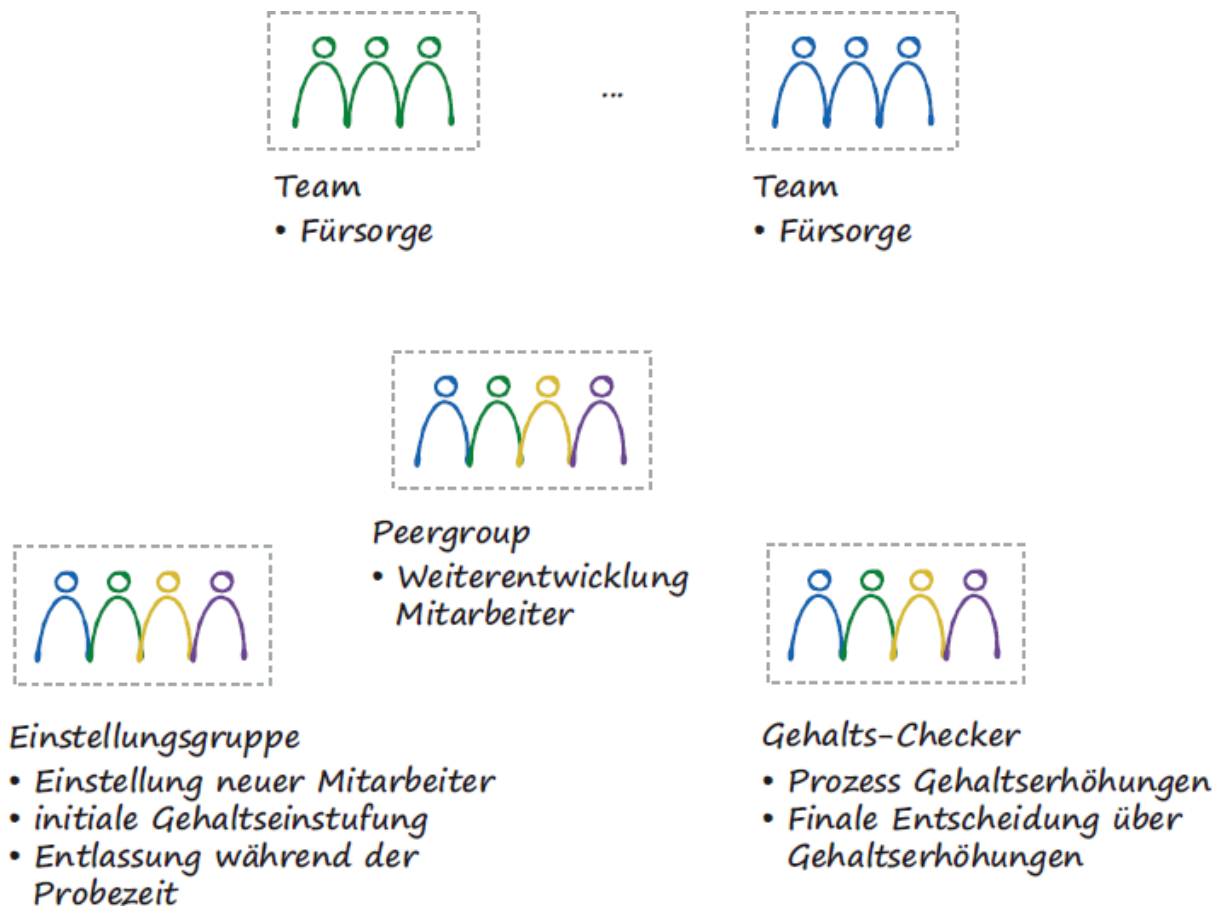 ...
Team
• Fürsorge
Team
• Fürsorge
Peergroup
• Weiterentwicklung
Mitarbeiter
Einstellungsgruppe
• Einstellung neuer Mitarbeiter
• initiale Gehaltseinstufung
• Entlassung während der
Probezeit
Gehalts-Checker
• Prozess Gehaltserhöhungen
• Finale Entscheidung über
Gehaltserhöhungen